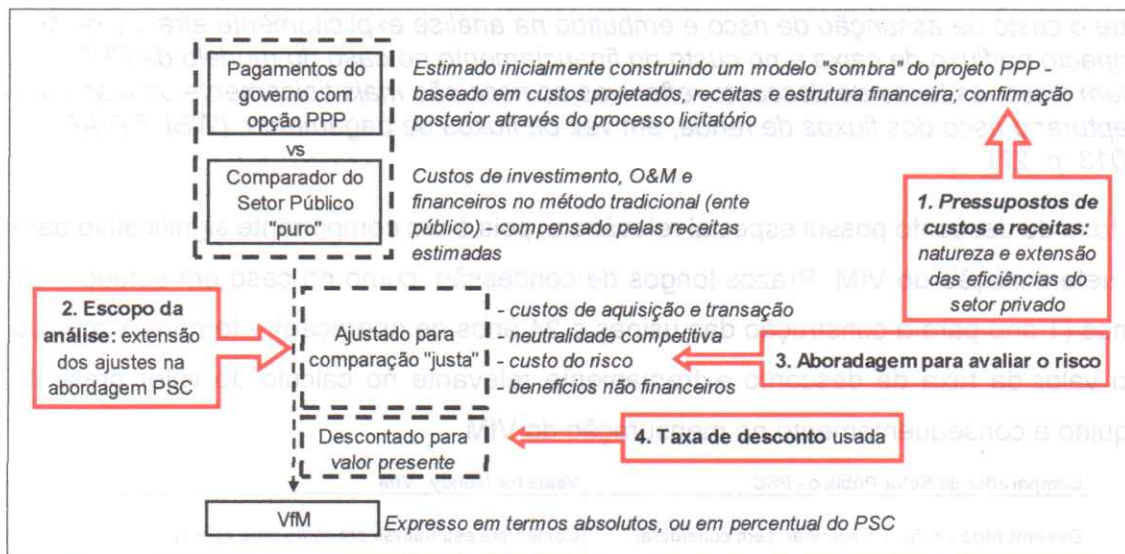 Pagamentos do
governo com
opção PPP
vs
Comparador do
Setor Público
"puro"
Estimado inicialmente construindo um modelo "sombra" do projeto PPP -
baseado em custos projetados, receitas e estrutura financeira, confirmação
posterior através do processo licitatório
Custos de investimento, O&M e
financeiros no método tradicional (ente
público) - compensado pelas receitas
estimadas
1. Pressupostos de
custos e receitas:
natureza e extensão
das eficiências do
setor privado
2. Escopo da
análise: extensão
dos ajustes na
abordagem PSC
Ajustado para
comparação "justa"
- custos de aquisição e transação
- neutralidade competitiva
- custo do risco
- benefícios não financeiros
3. Aboradagem para avaliar o risco
Descontado para
valor presente
4. Taxa de desconto usada
VfM
Expresso em termos absolutos, ou em percentual do PSC